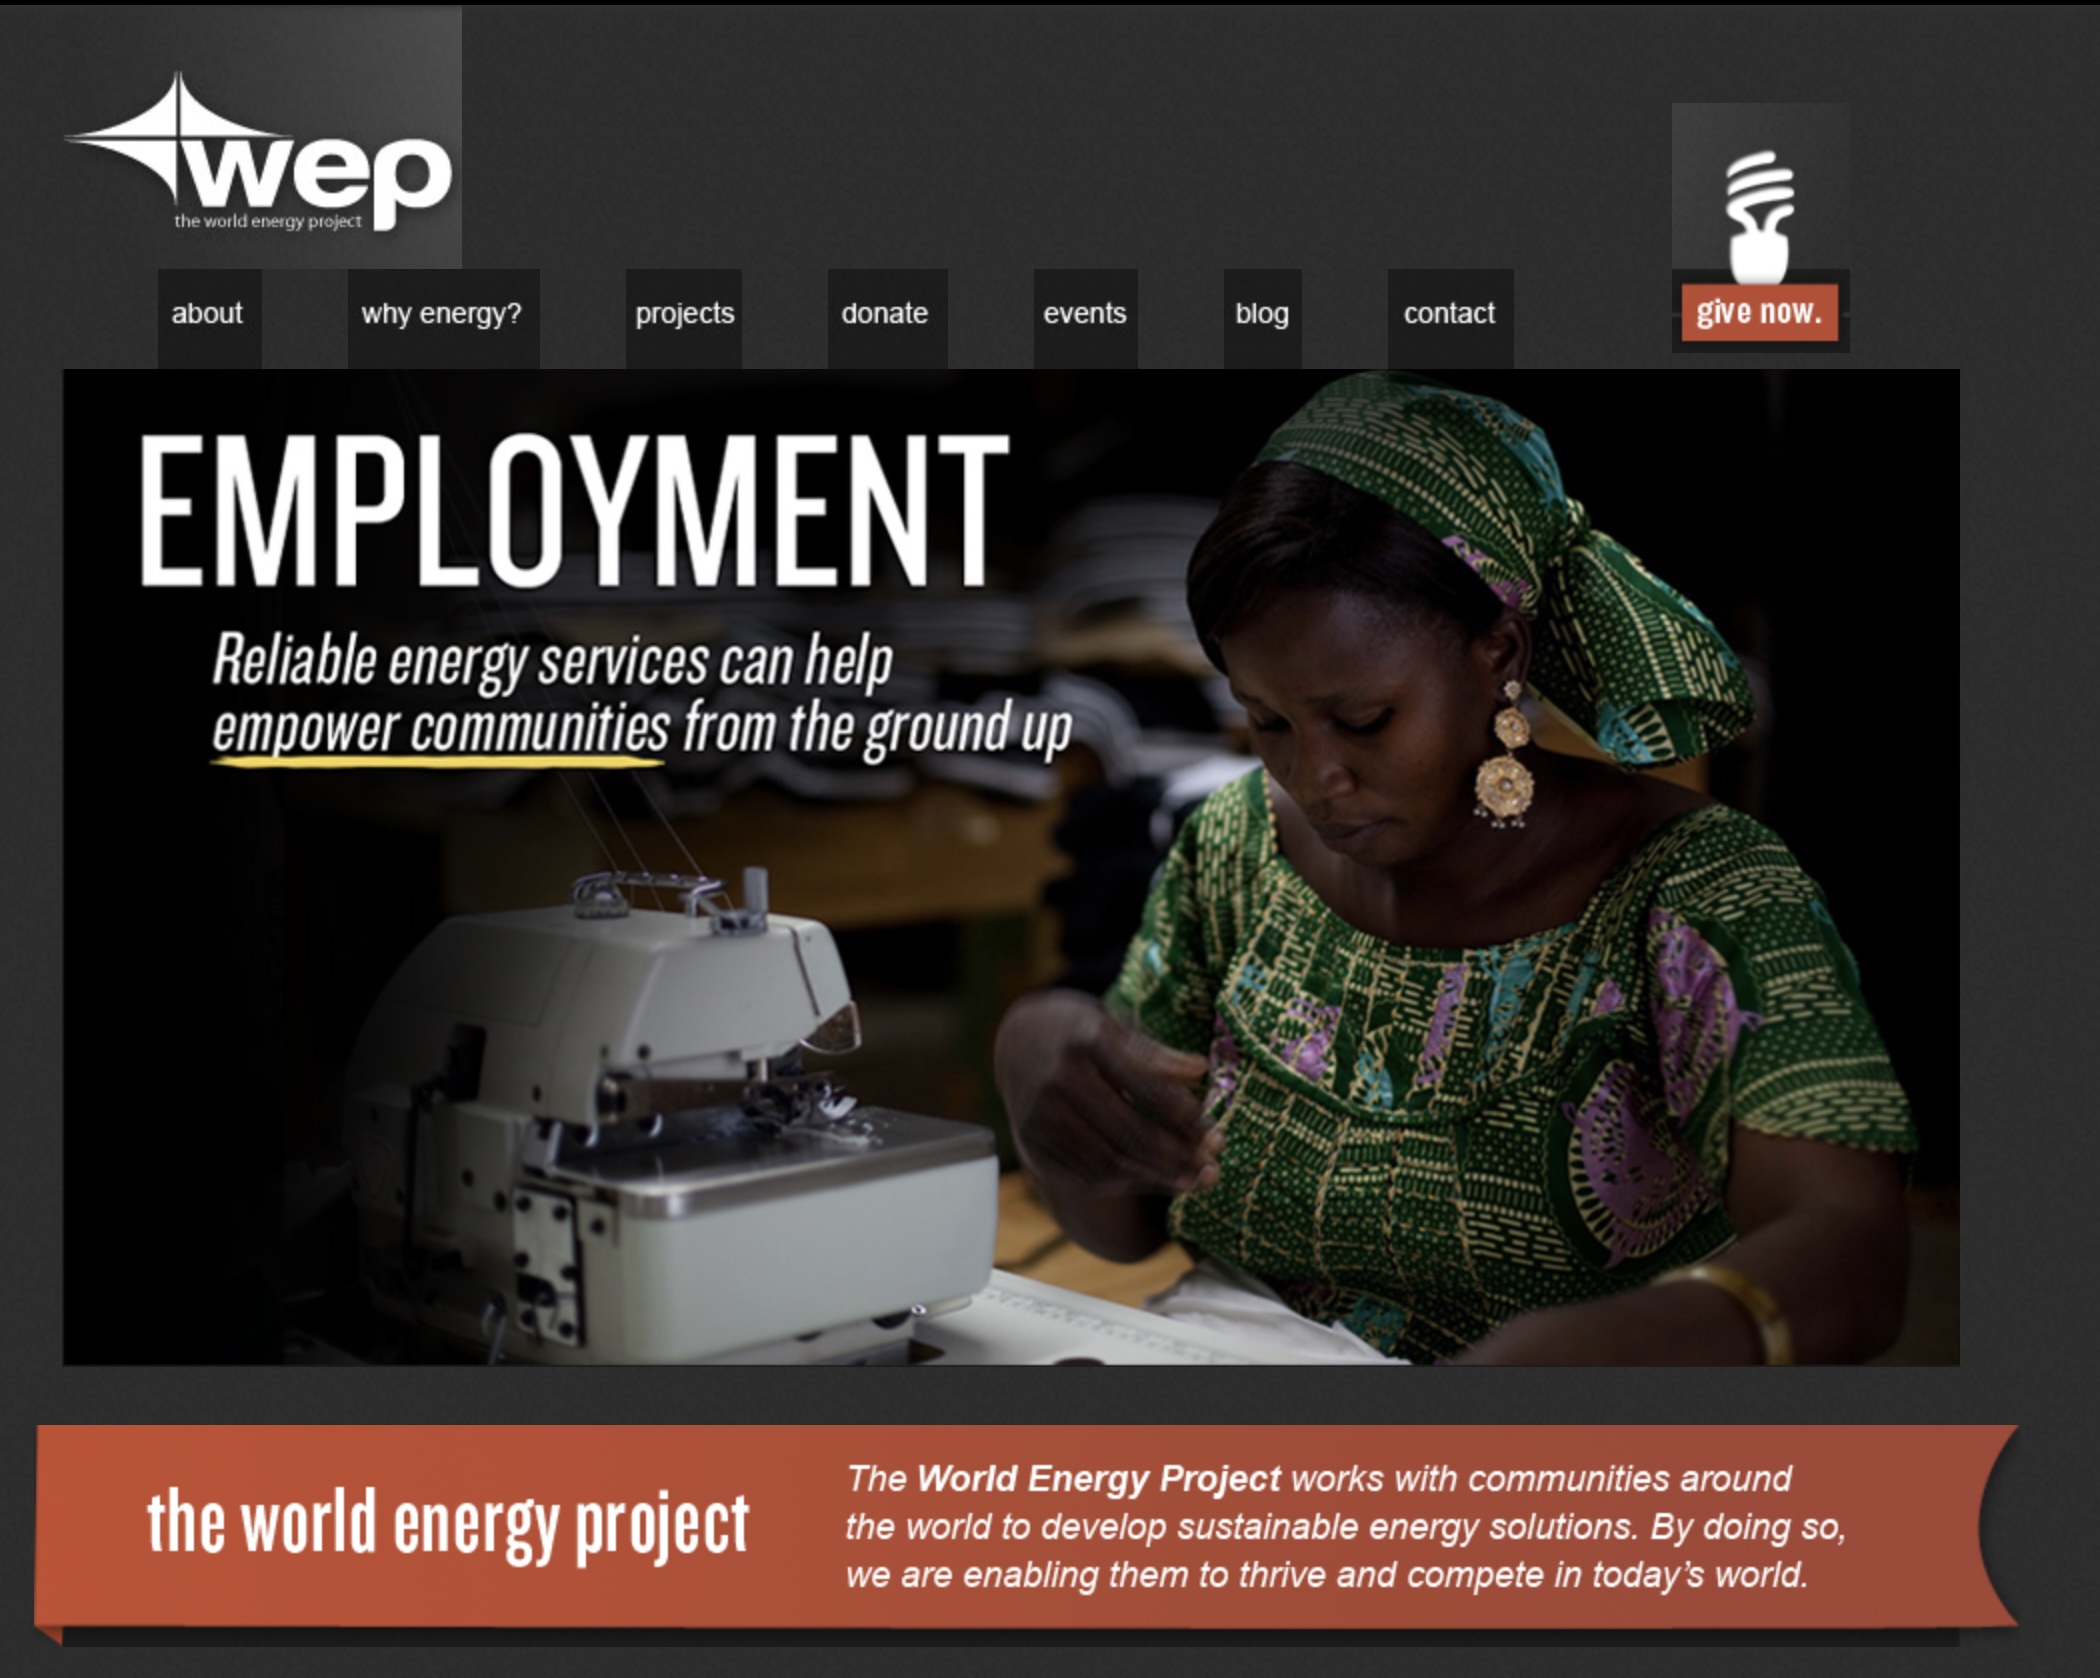 wep
the world energy project
about
why energy?
projects
donate
events
blog
contact
give now.
EMPLOYMENT
Reliable energy services can help
empower communities from the ground up
the world energy project
The World Energy Project works with communities around
the world to develop sustainable energy solutions. By doing so,
we are enabling them to thrive and compete in today’s world.